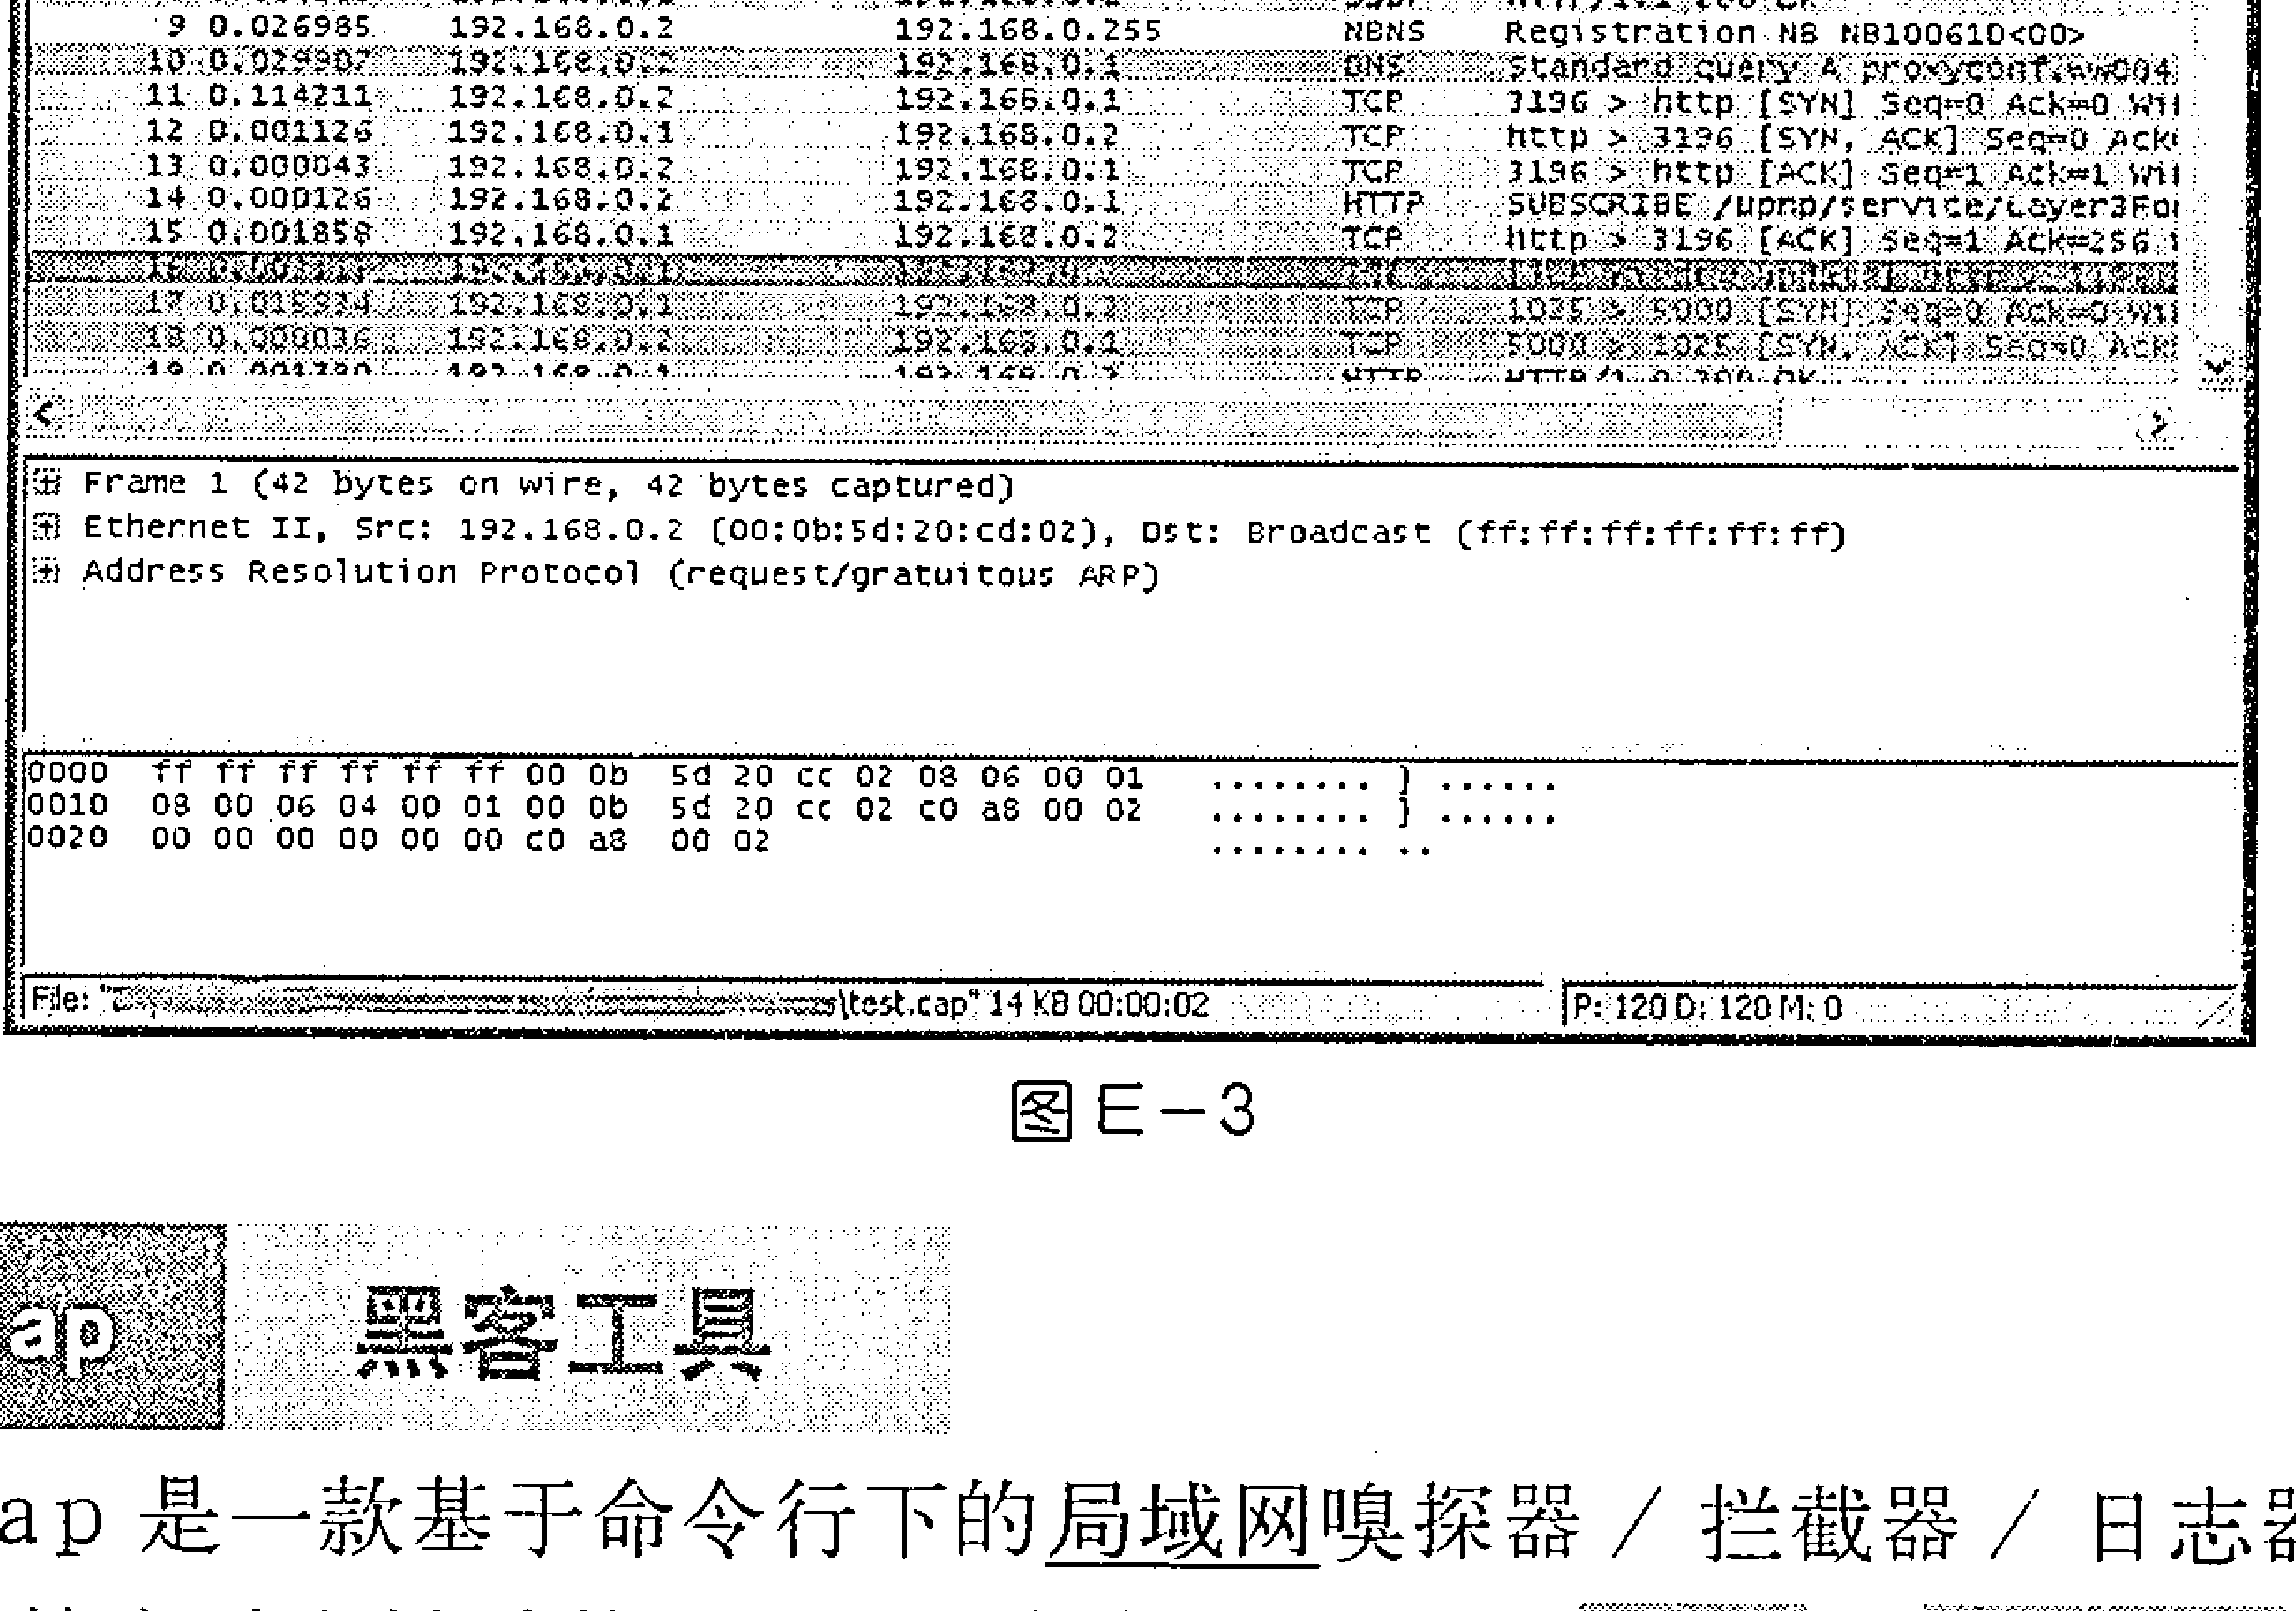 9 0.026985 192.168.0.2 192.168.0.255 NBNS Registration NB NB100610<00>
10 0.029907 192.168.0.2 192.168.0.1 DNS Standard query A proxyconf.
11 0.114211 192.168.0.2 192.168.0.1 TCP 3196 > http [SYN] Seq=0 Ack=0 Wi
12 0.001126 192.168.0.1 192.168.0.2 TCP http > 3196 [SYN, ACK] Seq=0 Ack
13 0.000043 192.168.0.2 192.168.0.1 TCP 3196 > http [ACK] Seq=1 Ack=1 Wi
14 0.000126 192.168.0.2 192.168.0.1 HTTP SUBSCRIBE /upnp/service/Layer3Fo
15 0.001858 192.168.0.1 192.168.0.2 TCP http > 3196 [ACK] Seq=1 Ack=256
17 192.168.0.1 192.168.0.2 TCP 1025 > 5000 [SYN] Seq=0 Ack=0 Wi
18 0.000036 192.168.0.2 192.168.0.1 TCP 5000 > 1025 [SYN, ACK] Seq=0 Ack
HTTP HTTP/1.0 200 OK
Frame 1 (42 bytes on wire, 42 bytes captured)
Ethernet II, Src: 192.168.0.2 (00:0b:5d:20:cd:02), Dst: Broadcast (ff:ff:ff:ff:ff:ff)
Address Resolution Protocol (request/gratuitous ARP)
0000 ff ff ff ff ff ff 00 0b 5d 20 cc 02 08 06 00 01 ........ ] ......
0010 08 00 06 04 00 01 00 0b 5d 20 cc 02 c0 a8 00 02 ........ ] ......
0020 00 00 00 00 00 00 c0 a8 00 02 ........ ..
File: s\test.cap" 14 KB 00:00:02 P: 120 D: 120 M: 0
图 E-3
ap 黑客工具
ap 是一款基于命令行下的局域网嗅探器 / 拦截器 / 日志器